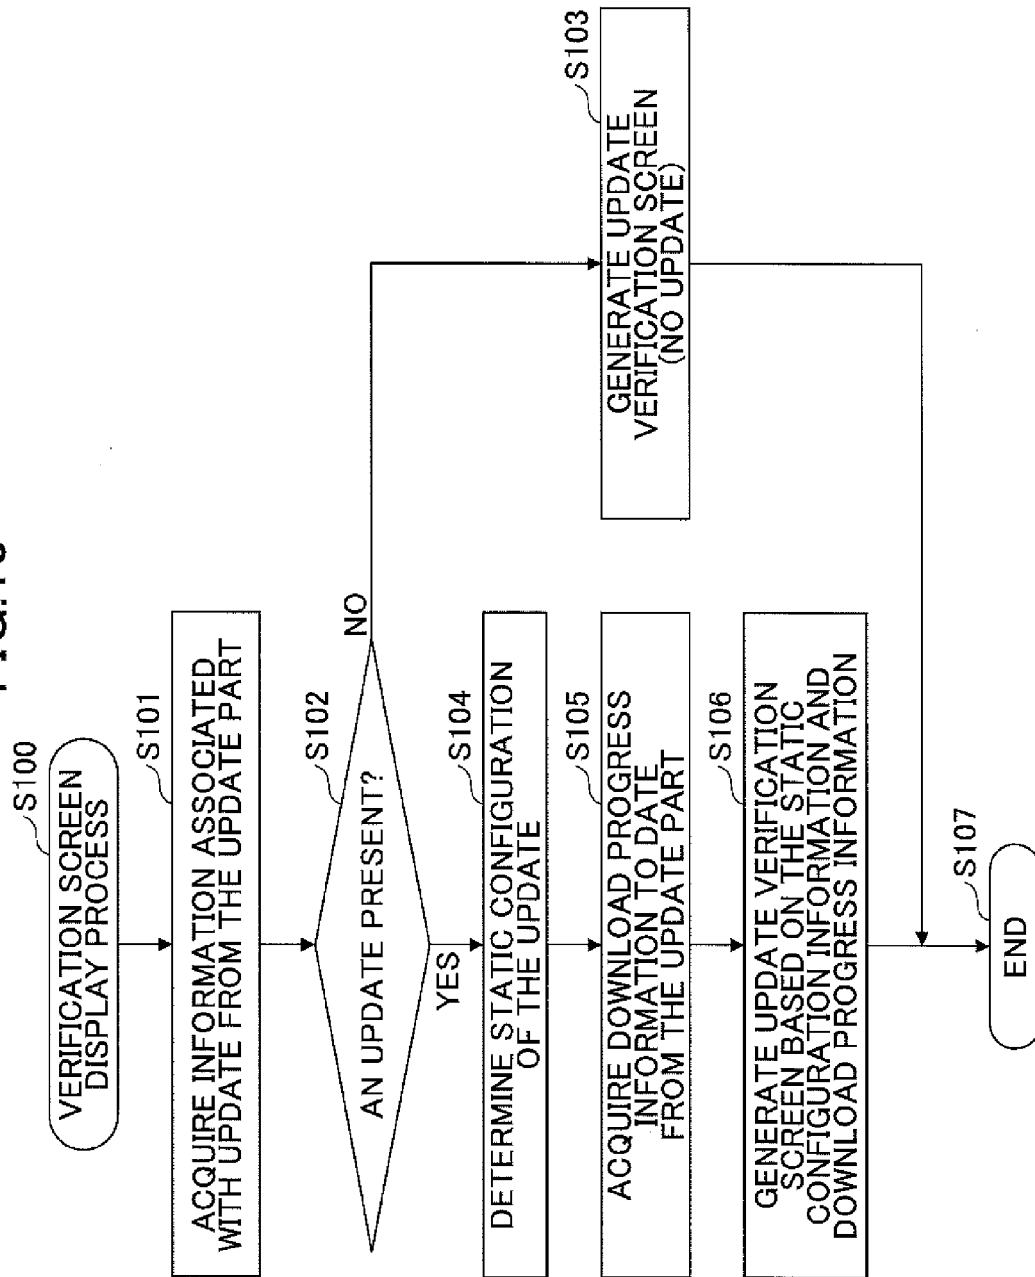 S100
VERIFICATION SCREEN
DISPLAY PROCESS
S101
ACQUIRE INFORMATION ASSOCIATED
WITH UPDATE FROM THE UPDATE PART
S102
AN UPDATE PRESENT?
NO
YES
S103
GENERATE UPDATE
VERIFICATION SCREEN
(NO UPDATE)
S104
DETERMINE STATIC CONFIGURATION
OF THE UPDATE
S105
ACQUIRE DOWNLOAD PROGRESS
INFORMATION TO DATE
FROM THE UPDATE PART
S106
GENERATE UPDATE VERIFICATION
SCREEN BASED ON THE STATIC
CONFIGURATION INFORMATION AND
DOWNLOAD PROGRESS INFORMATION
S107
END